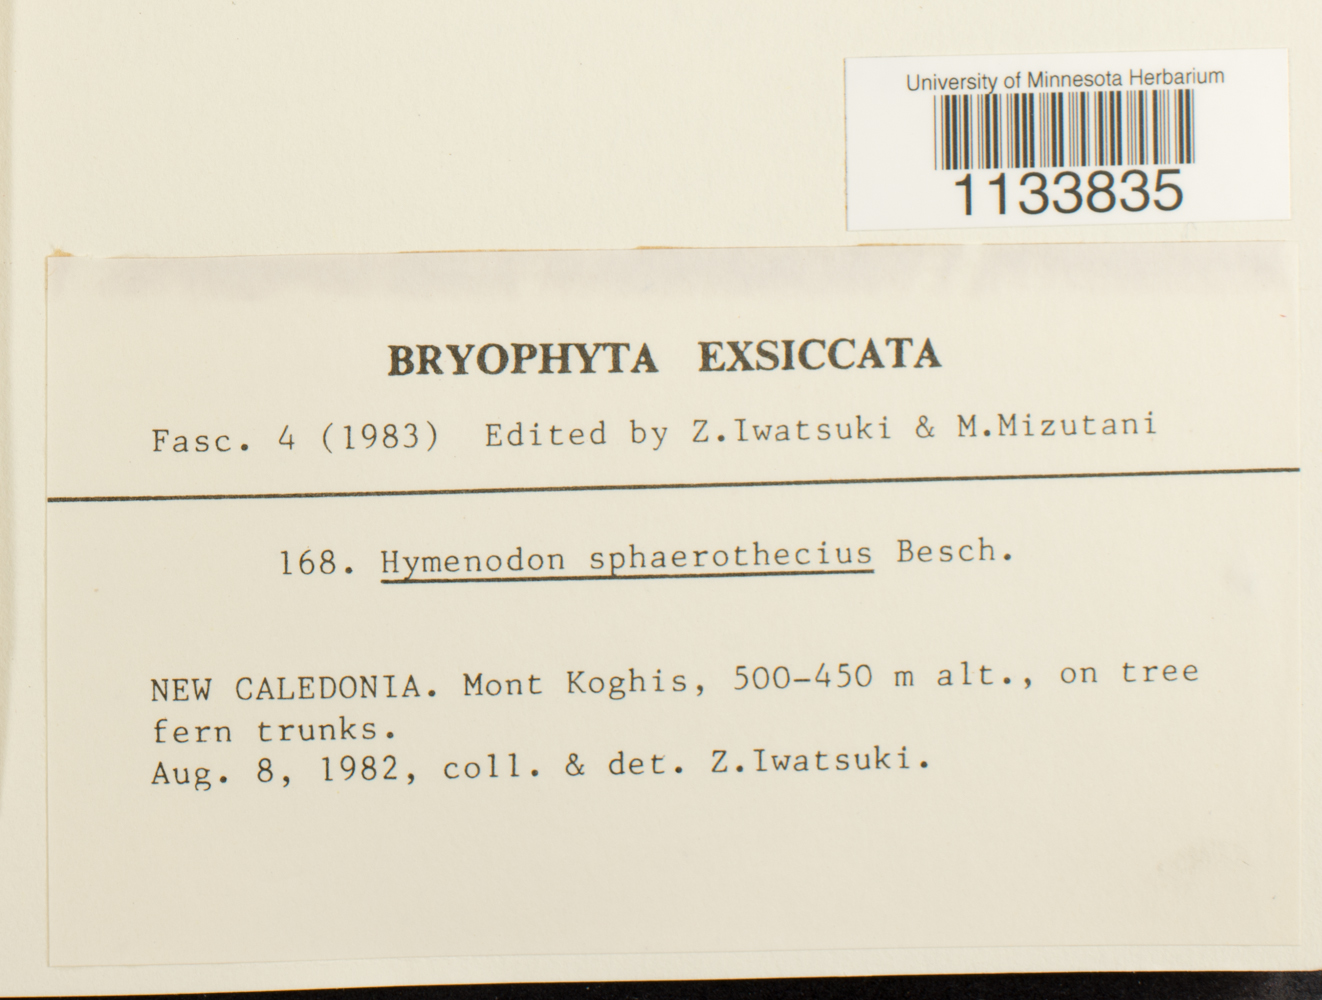 University of Minnesota Herbarium
1133835
BRYOPHYTA EXSICCATA
Fasc. 4 (1983) Edited by Z.Iwatsuki & M.Mizutani
168. Hymenodon sphaerothecius Besch.
NEW CALEDONIA. Mont Koghis, 500-450 m alt., on tree
fern trunks.
Aug. 8, 1982, coll. & det. Z.Iwatsuki.